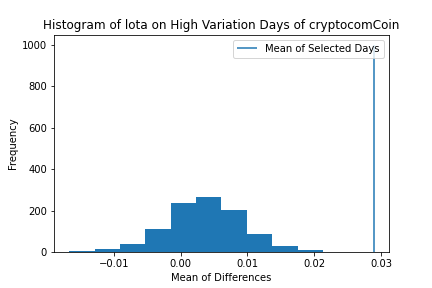 Histogram of Iota on High Variation Days of cryptocomCoin
Mean of Selected Days
Frequency
1000
800
600
400
200
0
−0.01
0.00
0.01
0.02
0.03
Mean of Differences